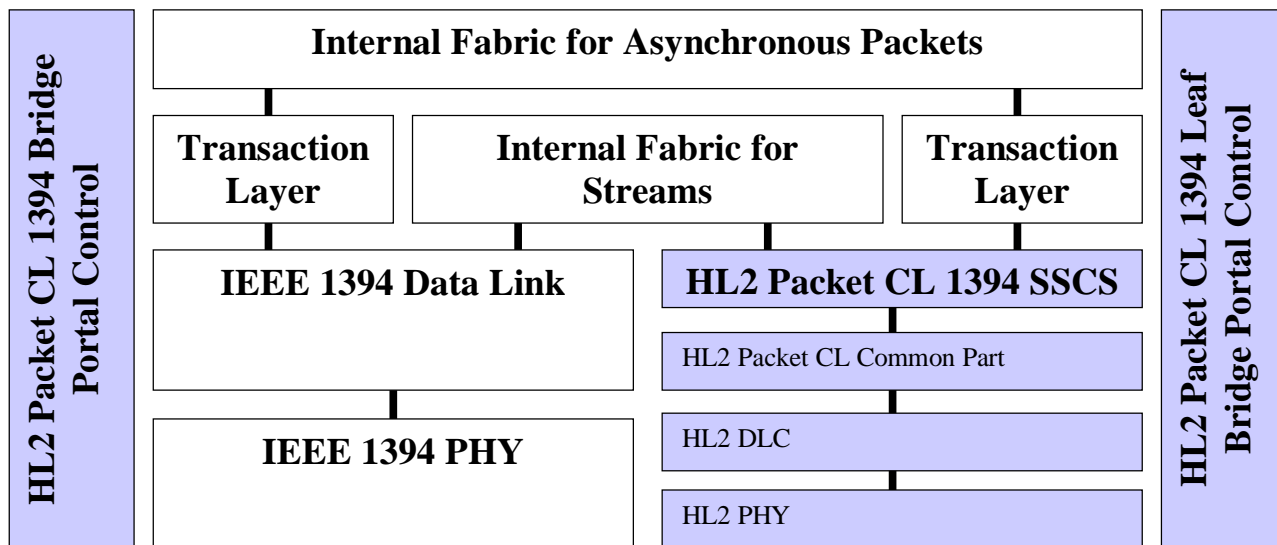 HL2 Packet CL 1394 Bridge
Portal Control
Internal Fabric for Asynchronous Packets
Transaction
Layer
Internal Fabric for
Streams
Transaction
Layer
IEEE 1394 Data Link
HL2 Packet CL 1394 SSCS
HL2 Packet CL Common Part
HL2 DLC
IEEE 1394 PHY
HL2 PHY
HL2 Packet CL 1394 Leaf
Bridge Portal Control